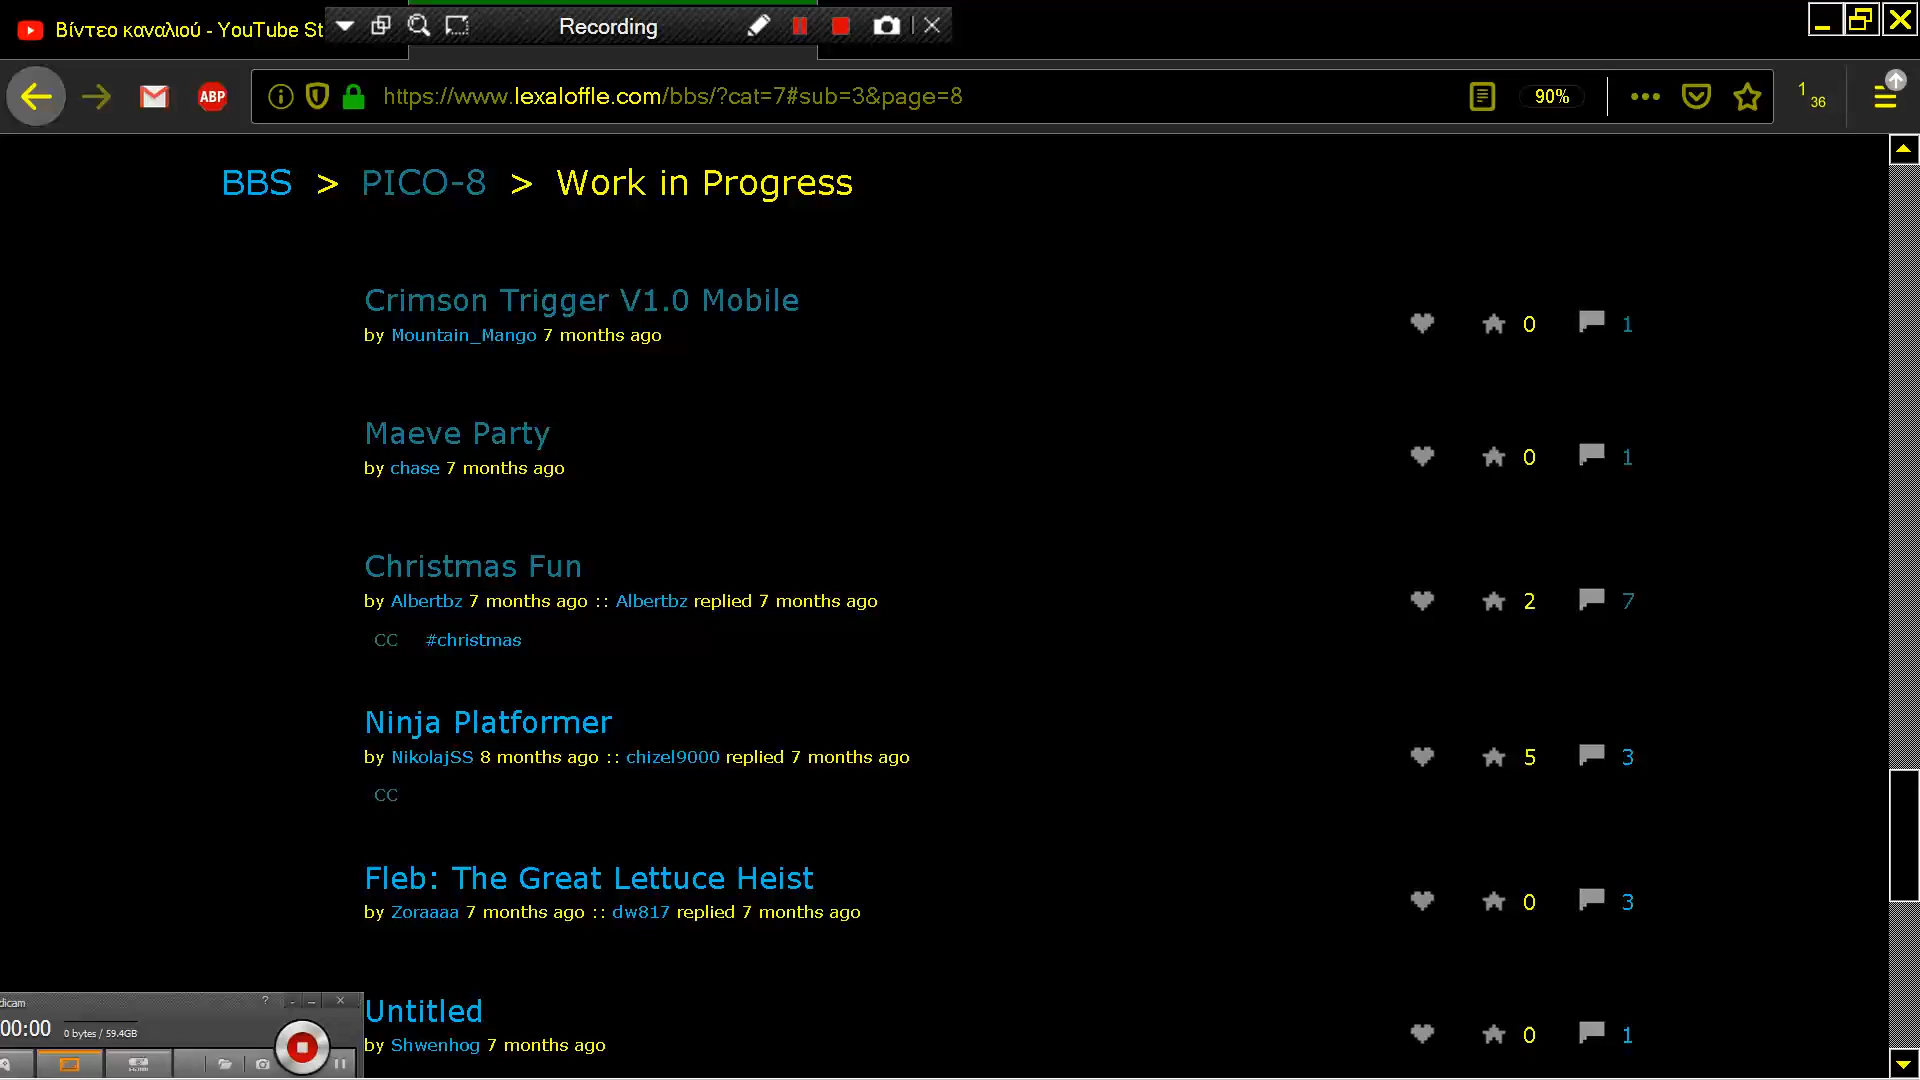 Βίντεο καναλιού - YouTube St
Recording
ABP
https://www.lexaloffle.com/bbs/?cat=7#sub=3&page=8
90%
1
36
BBS > PICO-8 > Work in Progress
Crimson Trigger V1.0 Mobile
by Mountain_Mango 7 months ago
0 1
Maeve Party
by chase 7 months ago
0 1
Christmas Fun
by Albertbz 7 months ago :: Albertbz replied 7 months ago
2 7
CC #christmas
Ninja Platformer
by NikolajSS 8 months ago :: chizel9000 replied 7 months ago
5 3
CC
Fleb: The Great Lettuce Heist
by Zoraaaa 7 months ago :: dw817 replied 7 months ago
0 3
dicam ?
00:00 0 bytes / 59.4GB
Untitled
by Shwenhog 7 months ago
0 1